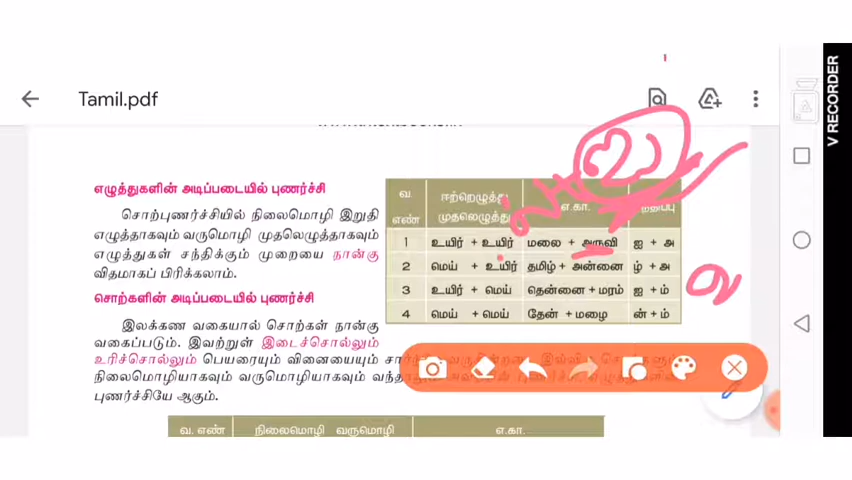 Tamil.pdf
V RECORDER
எழுத்துகளின் அடிப்படையில் புணர்ச்சி
சொற்புணர்ச்சியில் நிலைமொழி இறுதி
எழுத்தாகவும் வருமொழி முதலெழுத்தாகவும்
எழுத்துகள் சந்திக்கும் முறையை நான்கு
விதமாகப் பிரிக்கலாம்.
சொற்களின் அடிப்படையில் புணர்ச்சி
இலக்கண வகையால் சொற்கள் நான்கு
வகைப்படும். இவற்றுள் இடைச்சொல்லும்
உரிச்சொல்லும் பெயரையும் வினையையும்
நிலைமொழியாகவும் வருமொழியாகவும்
புணர்ச்சியே ஆகும்.
வ. எண் ஈற்றெழுத்து முதலெழுத்து எ.கா.
1 உயிர் + உயிர் மலை + அருவி ஐ + அ
2 மெய் + உயிர் தமிழ் + அன்னை ழ் + அ
3 உயிர் + மெய் தென்னை + மரம் ஐ + ம்
4 மெய் + மெய் தேன் + மழை ன் + ம்
வ. எண் நிலைமொழி வருமொழி எ.கா.